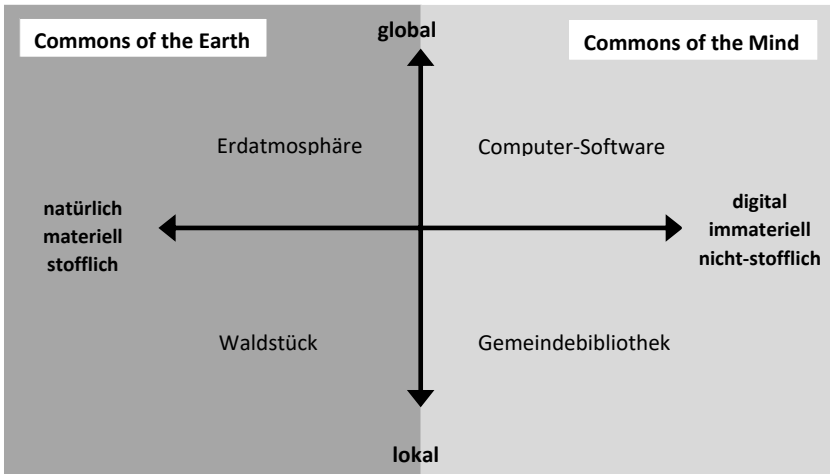 Commons of the Earth
global
Commons of the Mind
Erdatmosphäre
Computer-Software
natürlich
materiell
stofflich
digital
immateriell
nicht-stofflich
Waldstück
Gemeindebibliothek
lokal